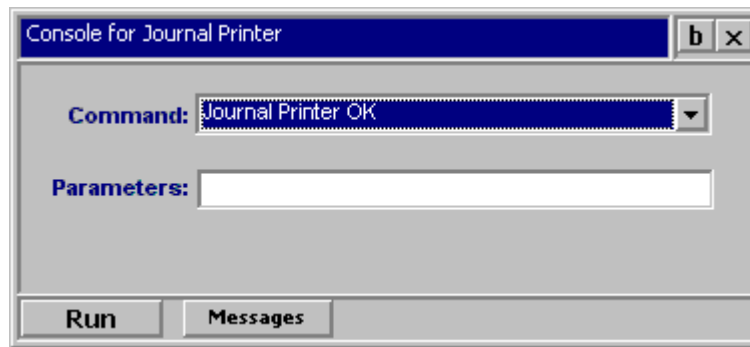 Console for Journal Printer b ×
Command: Journal Printer OK
Parameters:
Run Messages